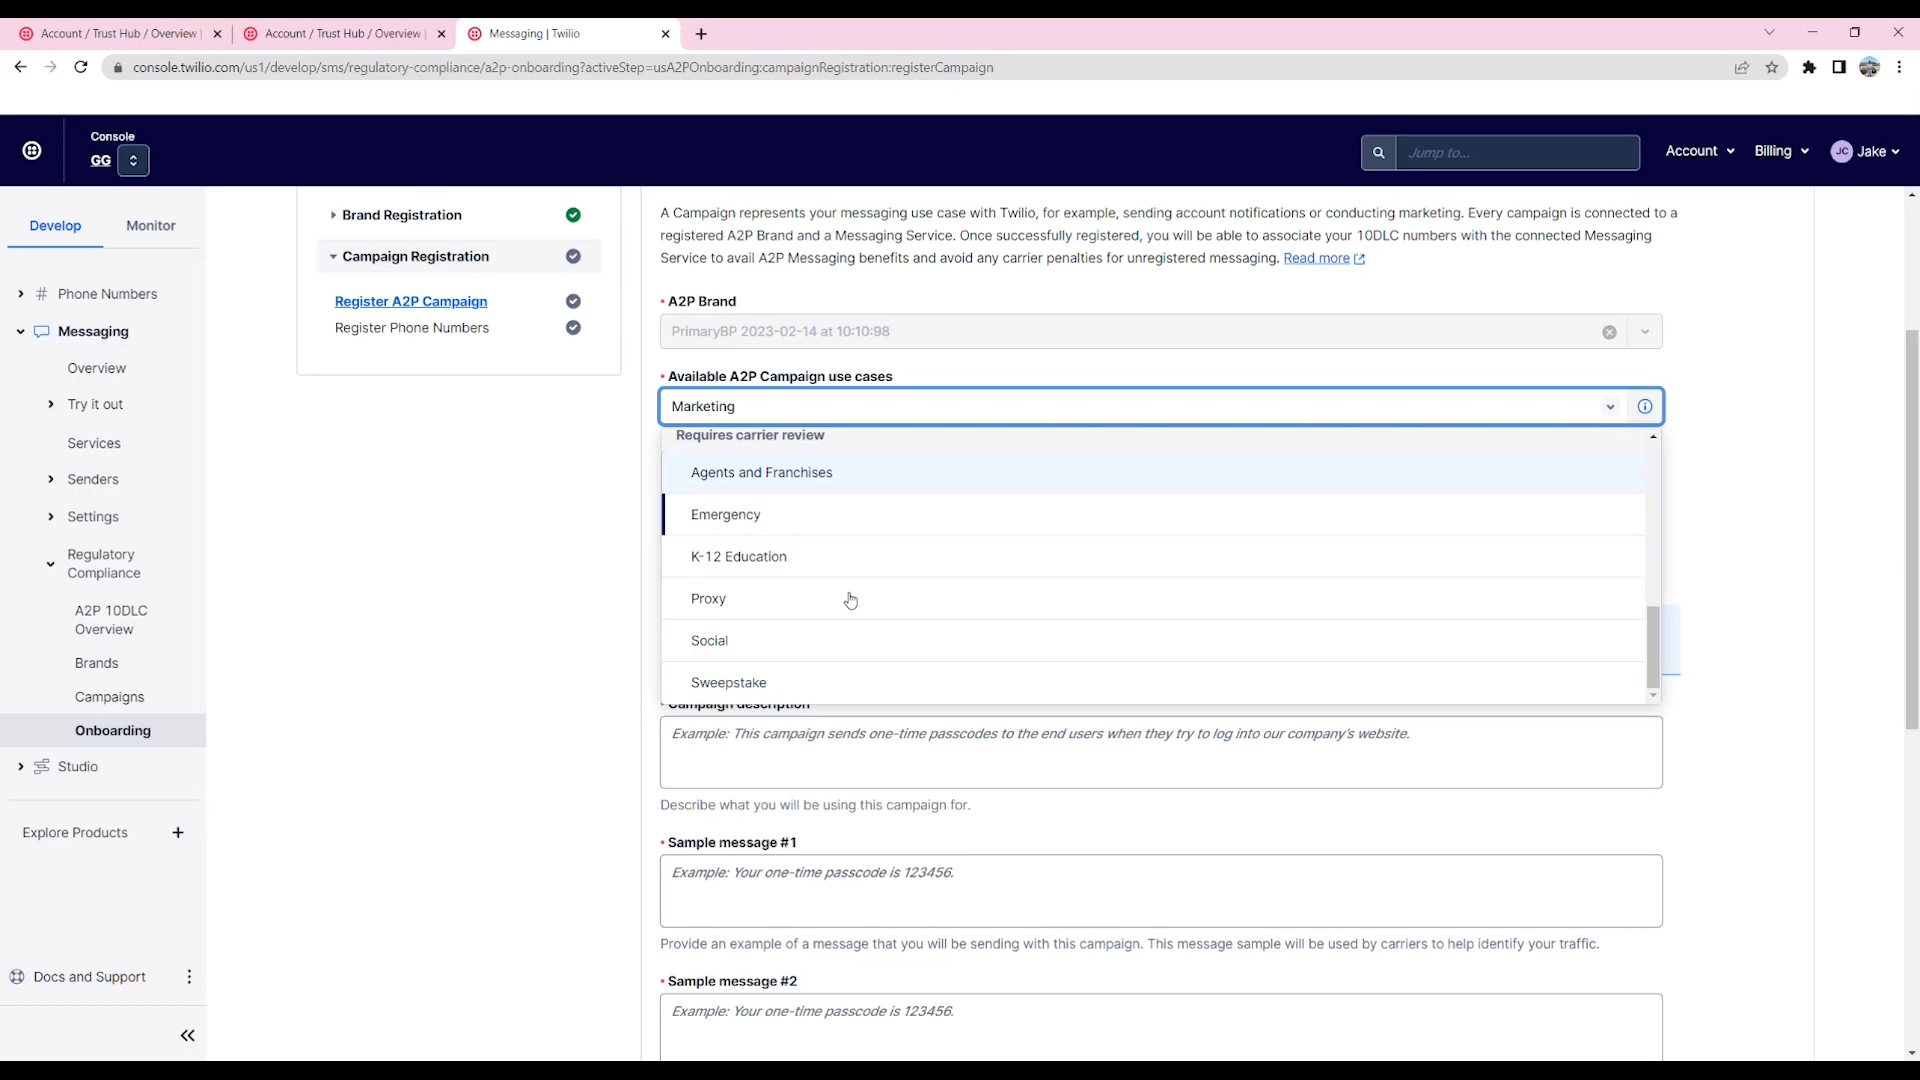 Account / Trust Hub / Overview
Account / Trust Hub / Overview
Messaging | Twilio
console.twilio.com/us1/develop/sms/regulatory-compliance/a2p-onboarding?activeStep=usA2POnboarding:campaignRegistration:registerCampaign
Console
GG
Jump to...
Account
Billing
JC
Jake
Develop
Monitor
# Phone Numbers
Messaging
Overview
Try it out
Services
Senders
Settings
Regulatory
Compliance
A2P 10DLC
Overview
Brands
Campaigns
Onboarding
Studio
Explore Products +
Docs and Support
Brand Registration
Campaign Registration
Register A2P Campaign
Register Phone Numbers
A Campaign represents your messaging use case with Twilio, for example, sending account notifications or conducting marketing. Every campaign is connected to a
registered A2P Brand and a Messaging Service. Once successfully registered, you will be able to associate your 10DLC numbers with the connected Messaging
Service to avail A2P Messaging benefits and avoid any carrier penalties for unregistered messaging. Read more
• A2P Brand
PrimaryBP 2023-02-14 at 10:10:98
• Available A2P Campaign use cases
Marketing
Requires carrier review
Agents and Franchises
Emergency
K-12 Education
Proxy
Social
Sweepstake
• Campaign description
Example: This campaign sends one-time passcodes to the end users when they try to log into our company's website.
Describe what you will be using this campaign for.
• Sample message #1
Example: Your one-time passcode is 123456.
Provide an example of a message that you will be sending with this campaign. This message sample will be used by carriers to help identify your traffic.
• Sample message #2
Example: Your one-time passcode is 123456.